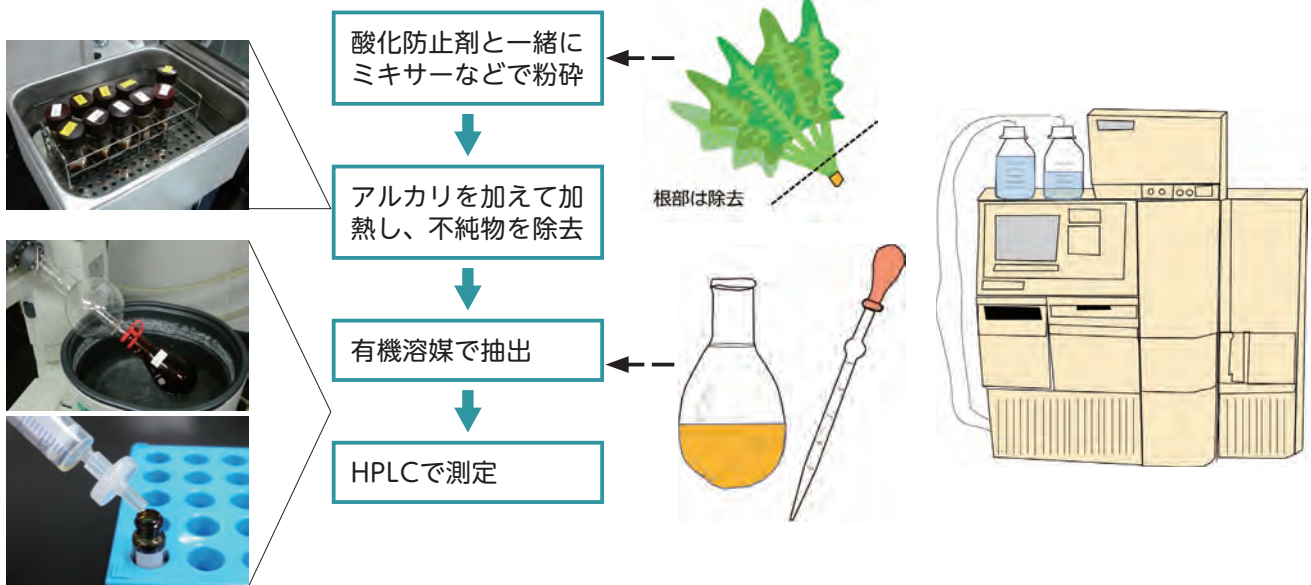 酸化防止剤と一緒に
ミキサーなどで粉砕
根部は除去
アルカリを加えて加
熱し、不純物を除去
有機溶媒で抽出
HPLCで測定